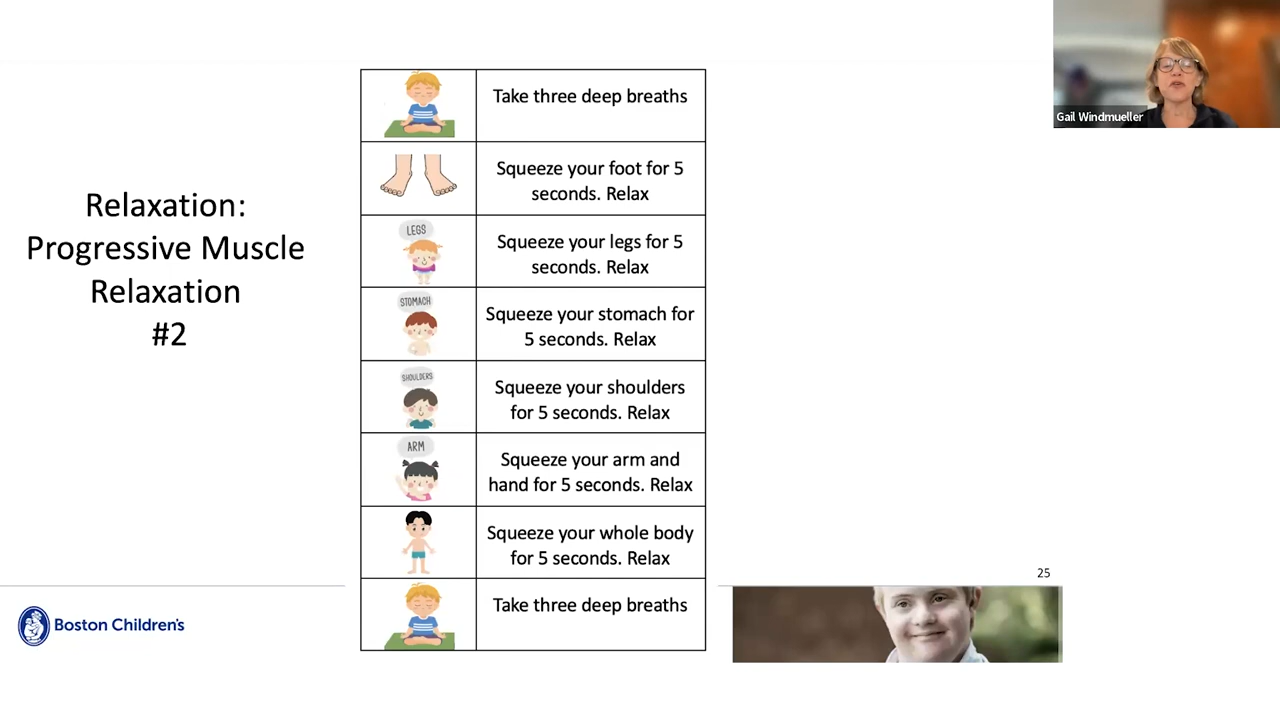 Gail Windmueller
Relaxation:
Progressive Muscle
Relaxation
#2
Take three deep breaths
Squeeze your foot for 5
seconds. Relax
LEGS
Squeeze your legs for 5
seconds. Relax
STOMACH
Squeeze your stomach for
5 seconds. Relax
SHOULDERS
Squeeze your shoulders
for 5 seconds. Relax
ARM
Squeeze your arm and
hand for 5 seconds. Relax
Squeeze your whole body
for 5 seconds. Relax
Take three deep breaths
25
Boston Children's